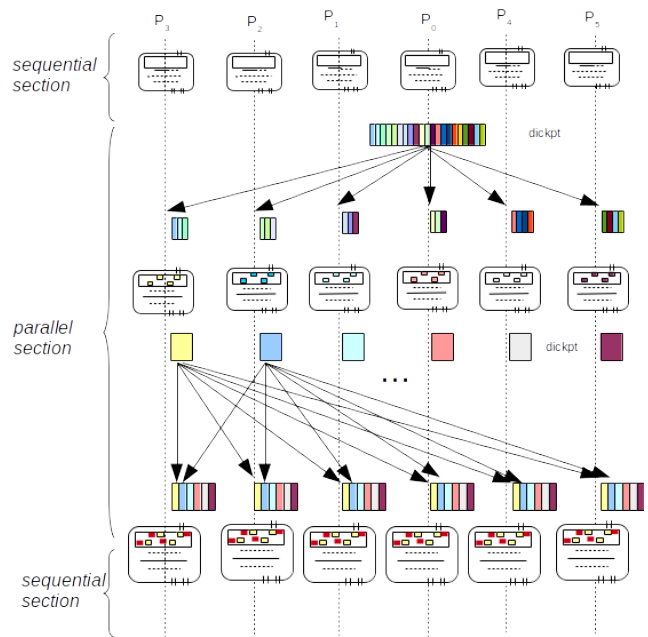 P3 P2 P1 P0 P4 P5
sequential
section
dickpt
parallel
section
dickpt
...
sequential
section